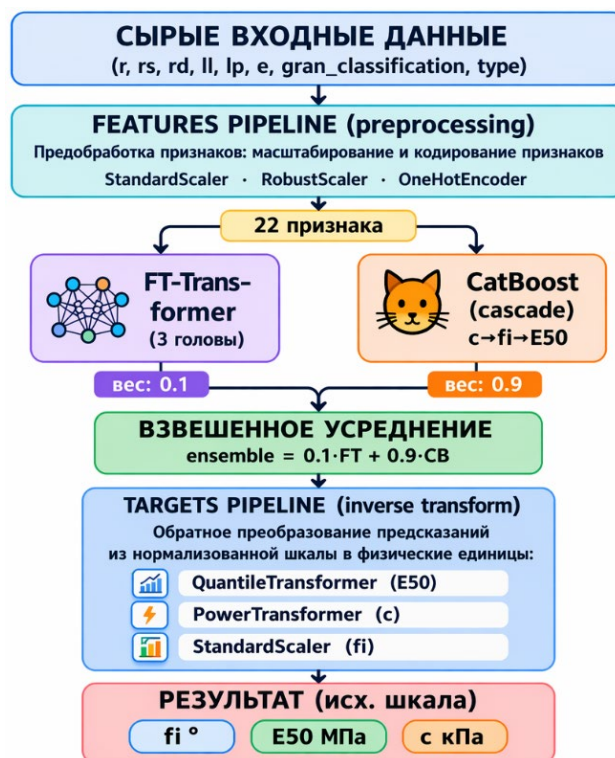 СЫРЫЕ ВХОДНЫЕ ДАННЫЕ
(r, rs, rd, ll, lp, e, gran_classification, type)
FEATURES PIPELINE (preprocessing)
Предобработка признаков: масштабирование и кодирование признаков
StandardScaler · RobustScaler · OneHotEncoder
22 признака
FT-Trans-
former
(3 головы)
CatBoost
(cascade)
c→fi→E50
вес: 0.1
вес: 0.9
ВЗВЕШЕННОЕ УСРЕДНЕНИЕ
ensemble = 0.1·FT + 0.9·CB
TARGETS PIPELINE (inverse transform)
Обратное преобразование предсказаний
из нормализованной шкалы в физические единицы:
QuantileTransformer (E50)
PowerTransformer (c)
StandardScaler (fi)
РЕЗУЛЬТАТ (исх. шкала)
fi °
E50 МПа
c кПа